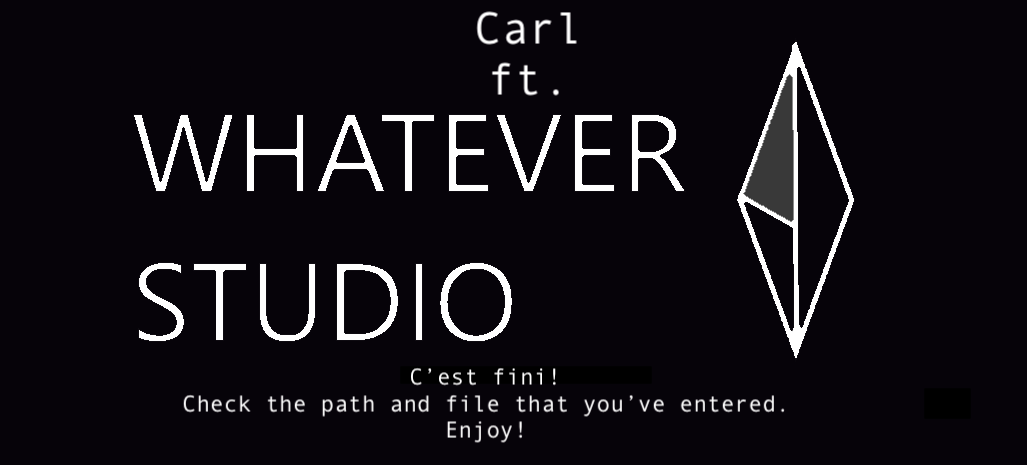 Carl
ft.
WHATEVER
STUDIO
C’est fini!
Check the path and file that you’ve entered.
Enjoy!